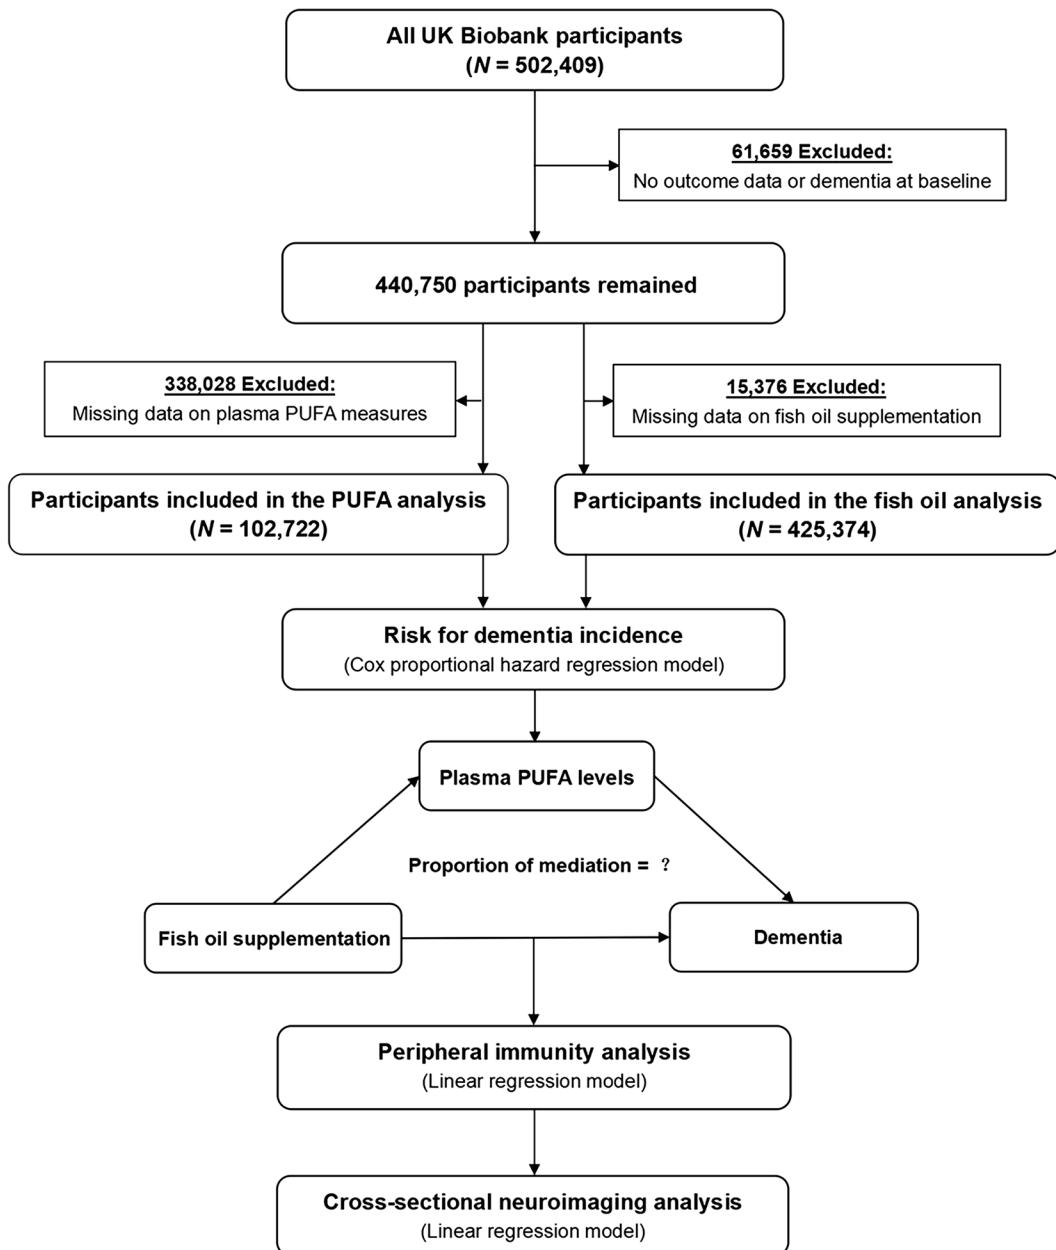 All UK Biobank participants
(N = 502,409)
61,659 Excluded:
No outcome data or dementia at baseline
440,750 participants remained
338,028 Excluded:
Missing data on plasma PUFA measures
15,376 Excluded:
Missing data on fish oil supplementation
Participants included in the PUFA analysis
(N = 102,722)
Participants included in the fish oil analysis
(N = 425,374)
Risk for dementia incidence
(Cox proportional hazard regression model)
Plasma PUFA levels
Proportion of mediation = ？
Fish oil supplementation
Dementia
Peripheral immunity analysis
(Linear regression model)
Cross-sectional neuroimaging analysis
(Linear regression model)